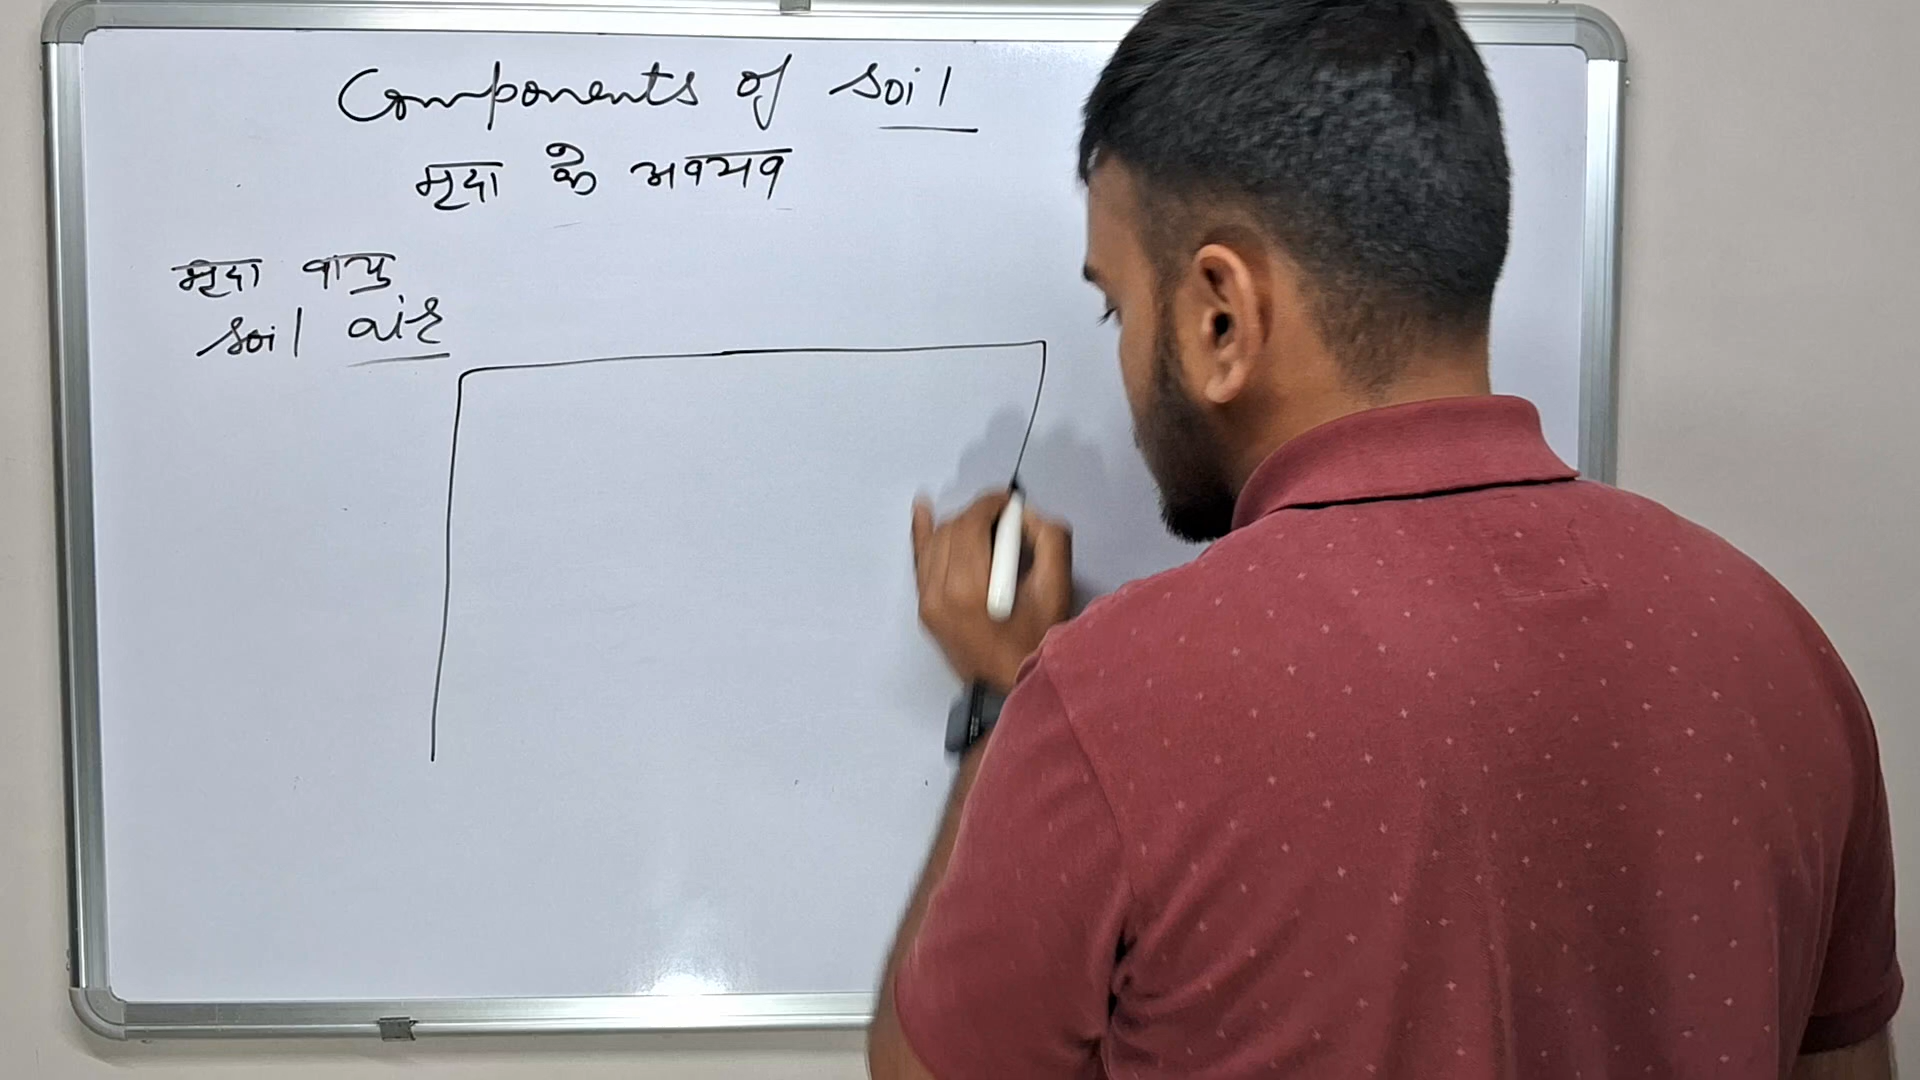 Components of soil
मृदा के अवयव
मृदा वायु
soil air